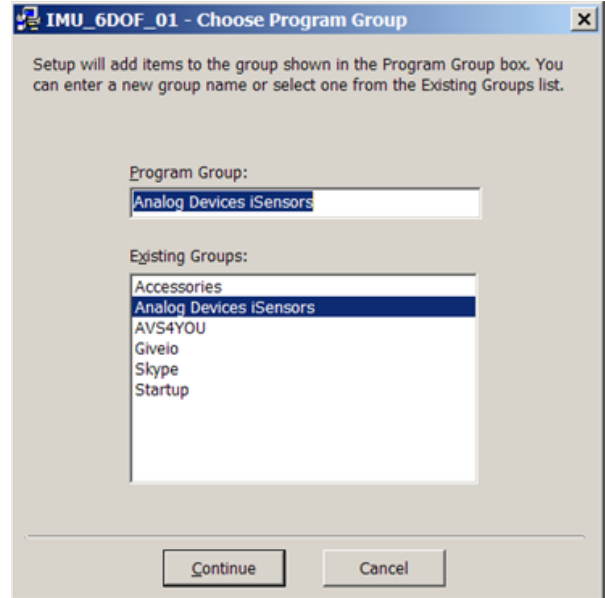 IMU_6DOF_01 - Choose Program Group
Setup will add items to the group shown in the Program Group box. You
can enter a new group name or select one from the Existing Groups list.
Program Group:
Analog Devices iSensors
Existing Groups:
Accessories
Analog Devices iSensors
AVS4YOU
Giveio
Skype
Startup
Continue
Cancel